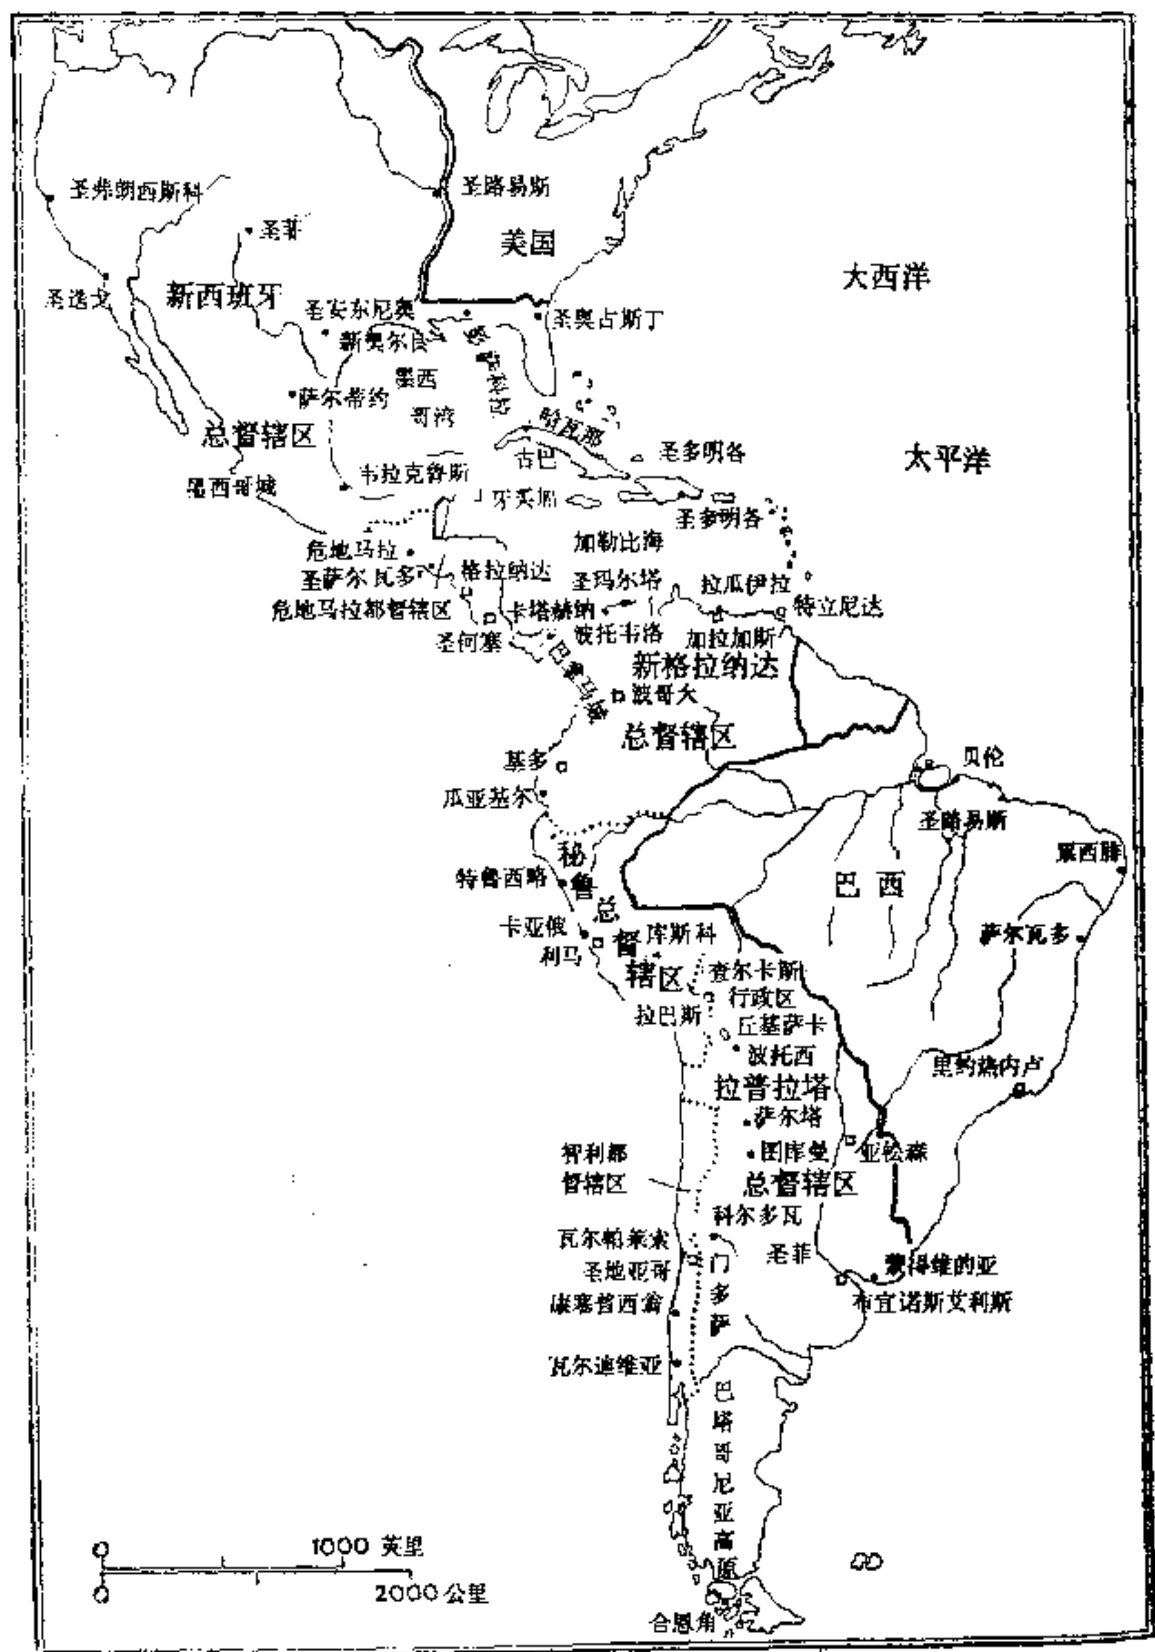 圣弗朗西斯科
圣路易斯
圣菲
美国
大西洋
圣迭戈
新西班牙
圣安东尼奥
圣奥古斯丁
新奥尔良
墨西
哥湾
萨尔蒂约
哈瓦那
总督辖区
古巴
圣多明各
太平洋
韦拉克鲁斯
墨西哥城
牙买加
圣多明各
加勒比海
危地马拉
圣萨尔瓦多
格拉纳达
圣玛尔塔
拉瓜伊拉
危地马拉都督辖区
卡塔赫纳
特立尼达
圣何塞
波托韦洛
加拉加斯
巴拿马城
新格拉纳达
波哥大
总督辖区
基多
贝伦
瓜亚基尔
圣路易斯
秘鲁总督
辖区
累西腓
特鲁西略
巴西
卡亚俄
利马
库斯科
萨尔瓦多
查尔卡斯
行政区
拉巴斯
丘基萨卡
波托西
里约热内卢
拉普拉塔
萨尔塔
智利都
督辖区
图库曼
亚松森
总督辖区
科尔多瓦
瓦尔帕莱索
圣菲
圣地亚哥
门多萨
蒙得维的亚
康塞普西翁
布宜诺斯艾利斯
瓦尔迪维亚
巴塔哥尼亚高原
0 1000 英里
0 2000 公里
合恩角